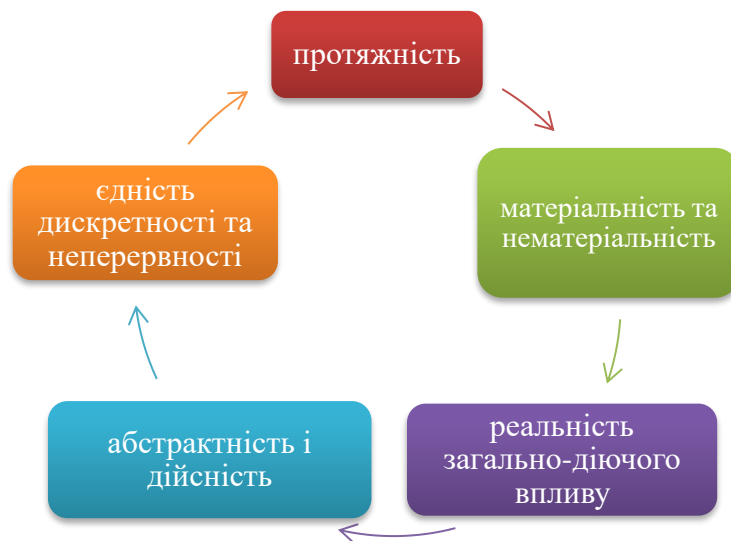 протяжність
матеріальність та
нематеріальність
реальність
загально-діючого
впливу
абстрактність і
дійсність
єдність
дискретності та
неперервності